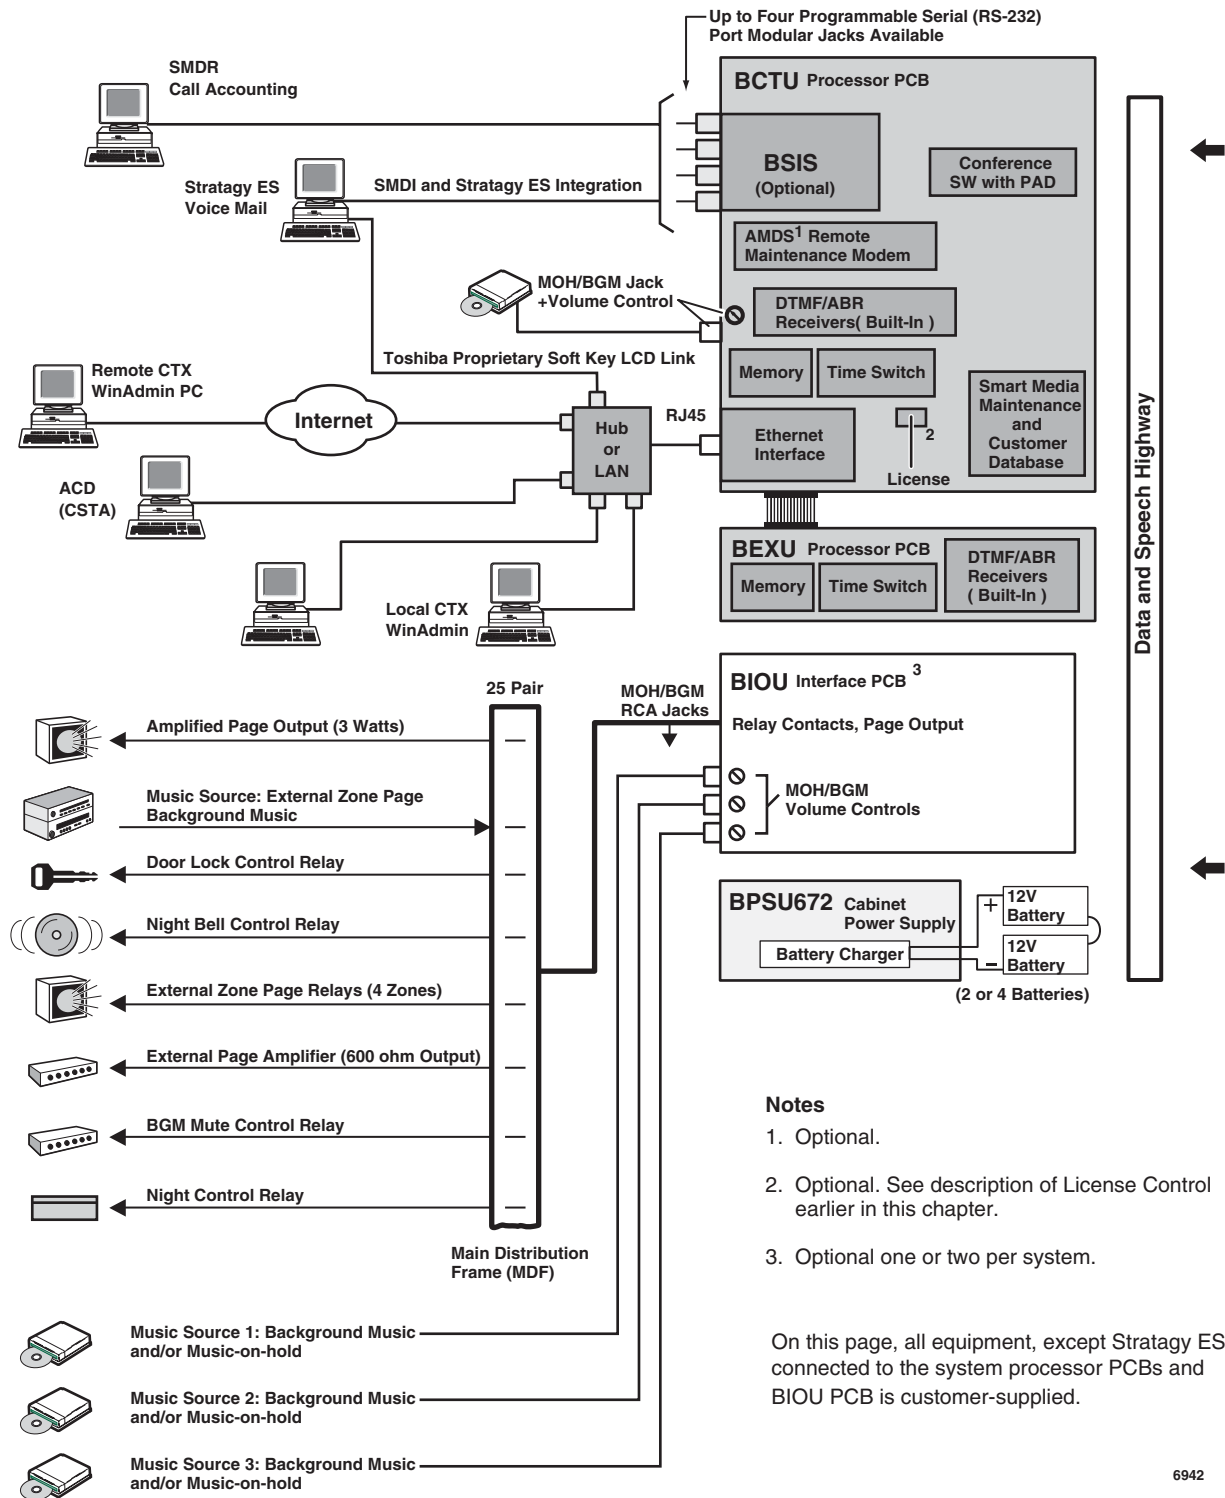 Up to Four Programmable Serial (RS-232)
Port Modular Jacks Available
SMDR
Call Accounting
BCTU Processor PCB
BSIS
(Optional)
Conference
SW with PAD
Stratagy ES
Voice Mail
SMDI and Stratagy ES Integration
AMDS1 Remote
Maintenance Modem
MOH/BGM Jack
+Volume Control
DTMF/ABR
Receivers( Built-In )
Toshiba Proprietary Soft Key LCD Link
Memory
Time Switch
Smart Media
Maintenance
and
Customer
Database
Remote CTX
WinAdmin PC
Internet
Hub
or
LAN
RJ45
Ethernet
Interface
2
License
ACD
(CSTA)
Data and Speech Highway
BEXU Processor PCB
Memory
Time Switch
DTMF/ABR
Receivers
( Built-In )
Local CTX
WinAdmin
25 Pair
MOH/BGM
RCA Jacks
BIOU Interface PCB 3
Relay Contacts, Page Output
MOH/BGM
Volume Controls
Amplified Page Output (3 Watts)
Music Source: External Zone Page
Background Music
Door Lock Control Relay
Night Bell Control Relay
External Zone Page Relays (4 Zones)
External Page Amplifier (600 ohm Output)
BGM Mute Control Relay
Night Control Relay
BPSU672 Cabinet
Power Supply
Battery Charger
+
12V
Battery
–
12V
Battery
(2 or 4 Batteries)
Main Distribution
Frame (MDF)
Music Source 1: Background Music
and/or Music-on-hold
Music Source 2: Background Music
and/or Music-on-hold
Music Source 3: Background Music
and/or Music-on-hold
Notes
1. Optional.
2. Optional. See description of License Control
earlier in this chapter.
3. Optional one or two per system.
On this page, all equipment, except Stratagy ES
connected to the system processor PCBs and
BIOU PCB is customer-supplied.
6942